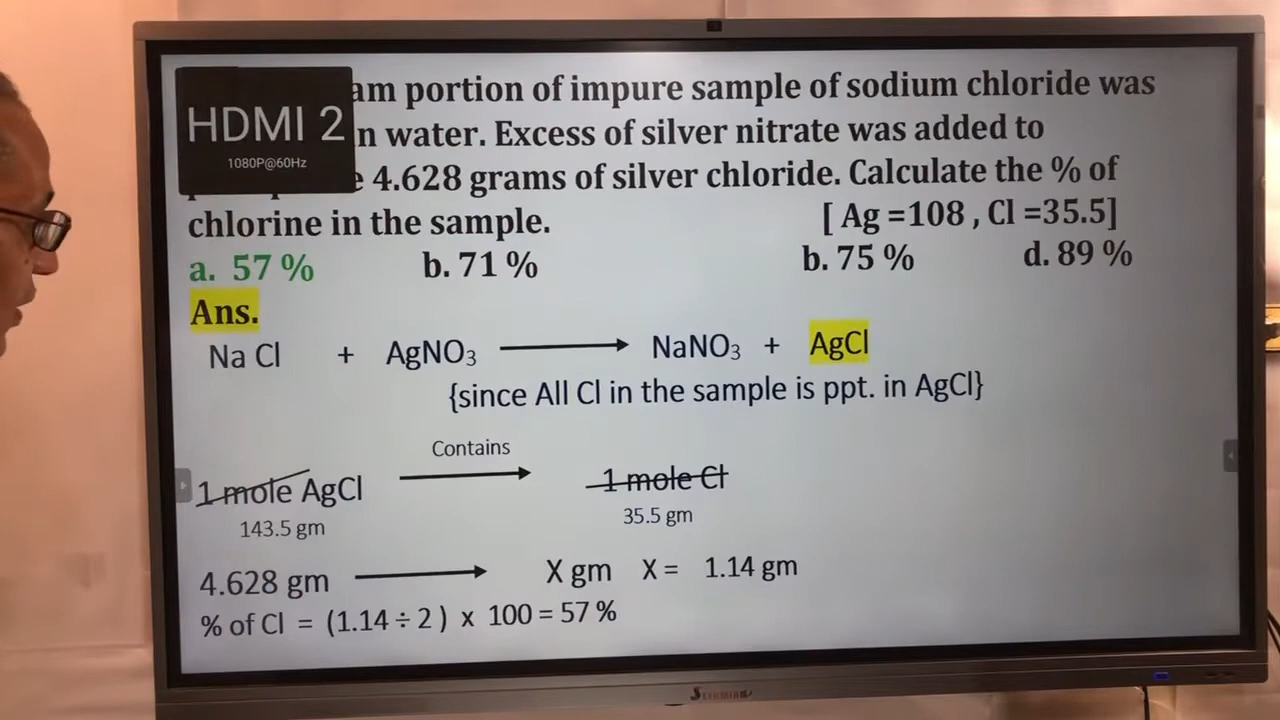 HDMI 2
1080P@60Hz
am portion of impure sample of sodium chloride was
n water. Excess of silver nitrate was added to
e 4.628 grams of silver chloride. Calculate the % of
chlorine in the sample. [ Ag =108 , Cl =35.5]
a. 57 % b. 71 % b. 75 % d. 89 %
Ans.
Na Cl + AgNO₃ → NaNO₃ + AgCl
{since All Cl in the sample is ppt. in AgCl}
Contains
1 mole AgCl → 1 mole Cl
143.5 gm 35.5 gm
4.628 gm → X gm X = 1.14 gm
% of Cl = (1.14 ÷ 2 ) x 100 = 57 %